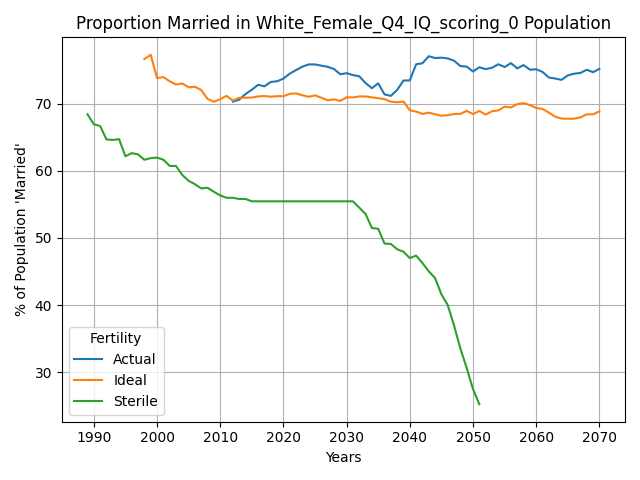 Proportion Married in White_Female_Q4_IQ_scoring_0 Population
% of Population 'Married'
70
60
50
40
30
Fertility
Actual
Ideal
Sterile
1990 2000 2010 2020 2030 2040 2050 2060 2070
Years